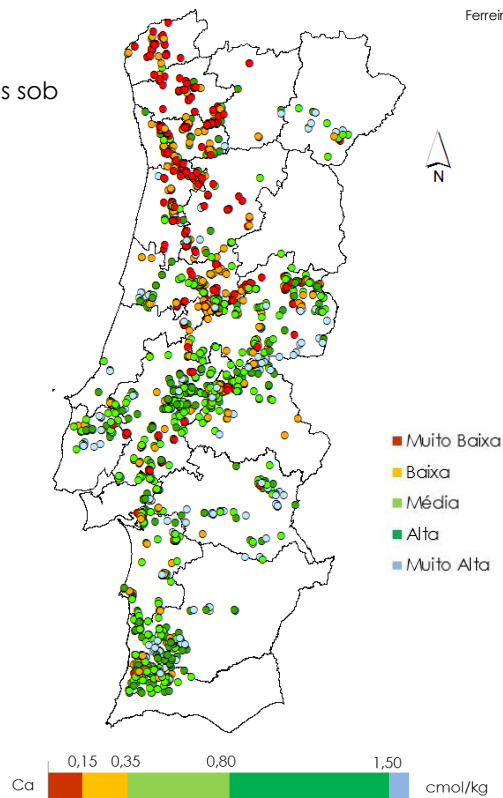 Ferreir
s sob
N
Muito Baixa
Baixa
Média
Alta
Muito Alta
0,15 0,35 0,80 1,50
Ca cmol/kg